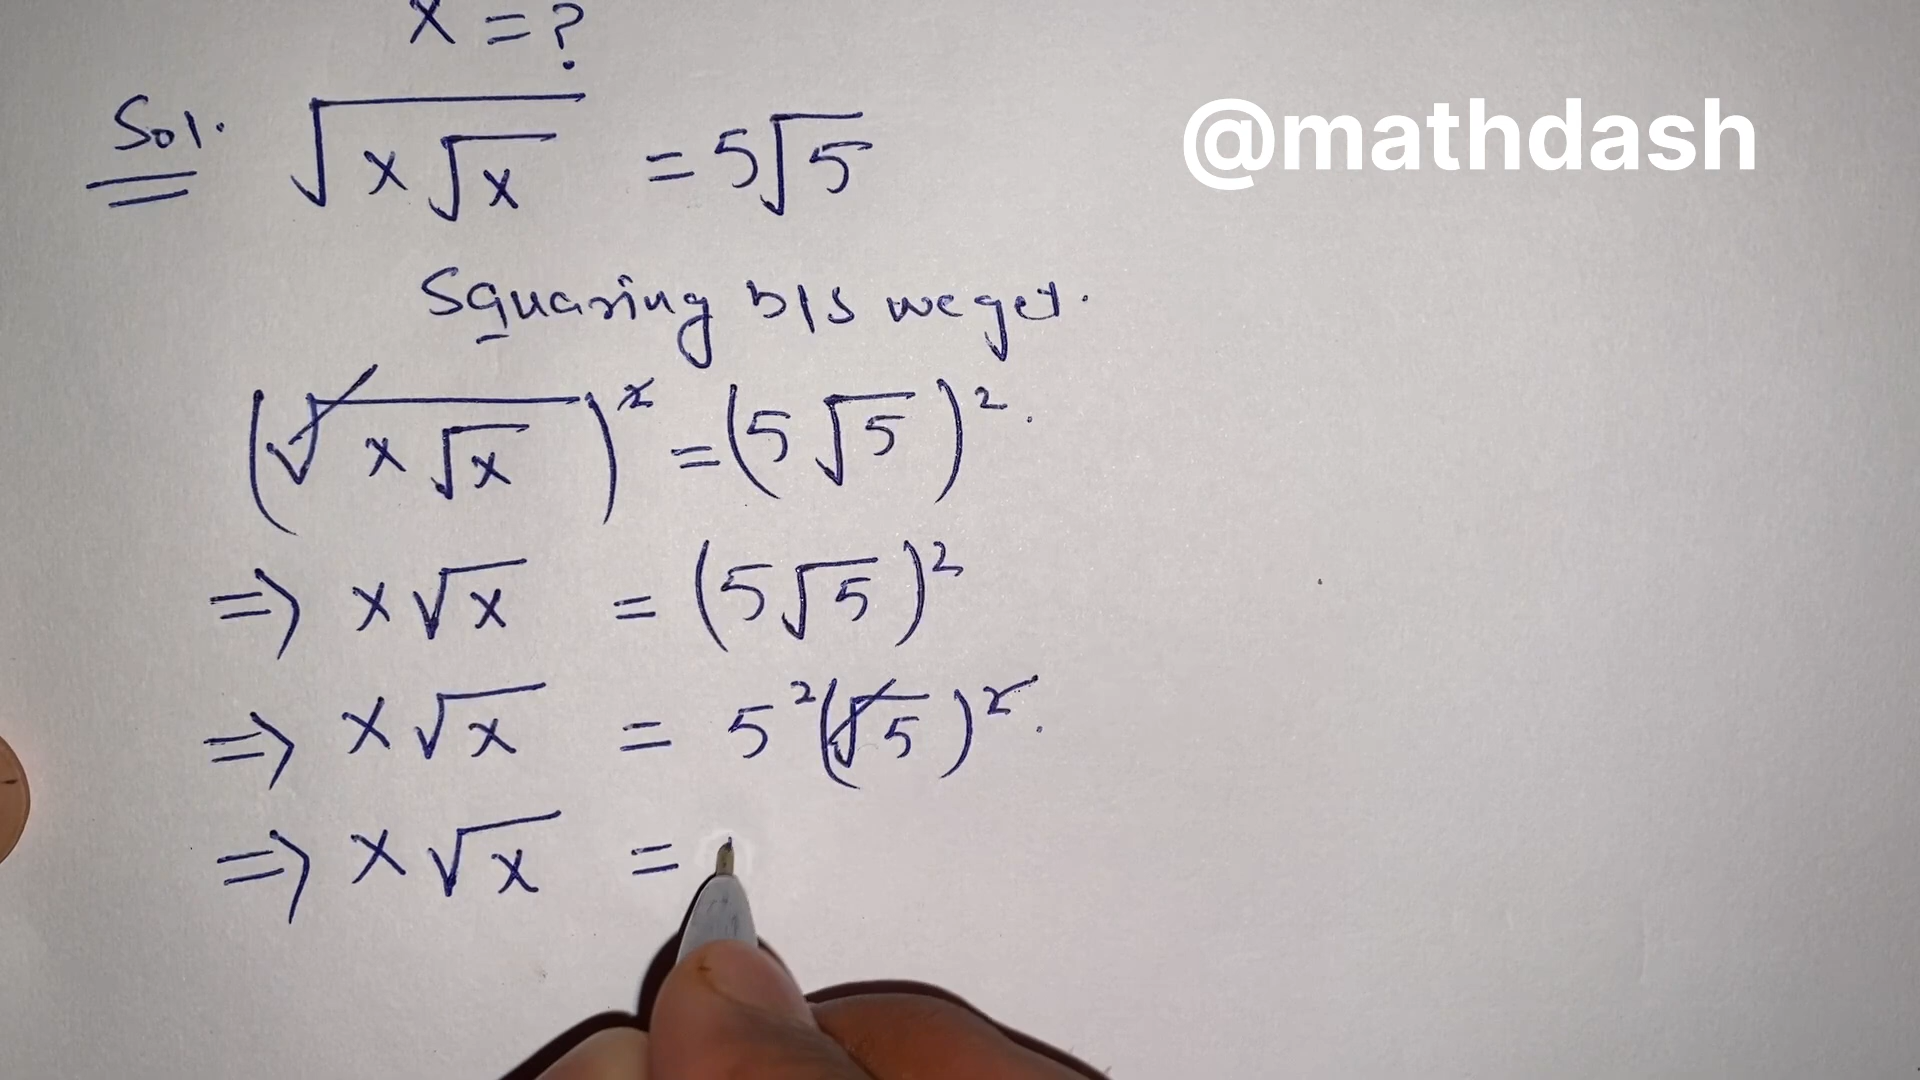 x = ?
Sol. √(x√x) = 5√5
@mathdash
Squaring b/s we get.
(√(x√x))² = (5√5)².
⇒ x√x = (5√5)²
⇒ x√x = 5²(√5)².
⇒ x√x =